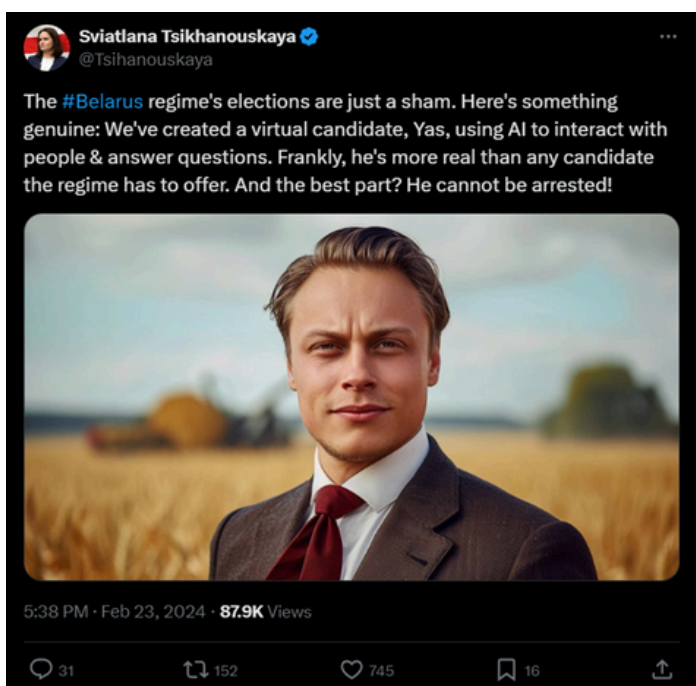 Sviatlana Tsikhanouskaya
@Tsihanouskaya
The #Belarus regime's elections are just a sham. Here's something
genuine: We've created a virtual candidate, Yas, using AI to interact with
people & answer questions. Frankly, he's more real than any candidate
the regime has to offer. And the best part? He cannot be arrested!
5:38 PM · Feb 23, 2024 · 87.9K Views
31 152 745 16